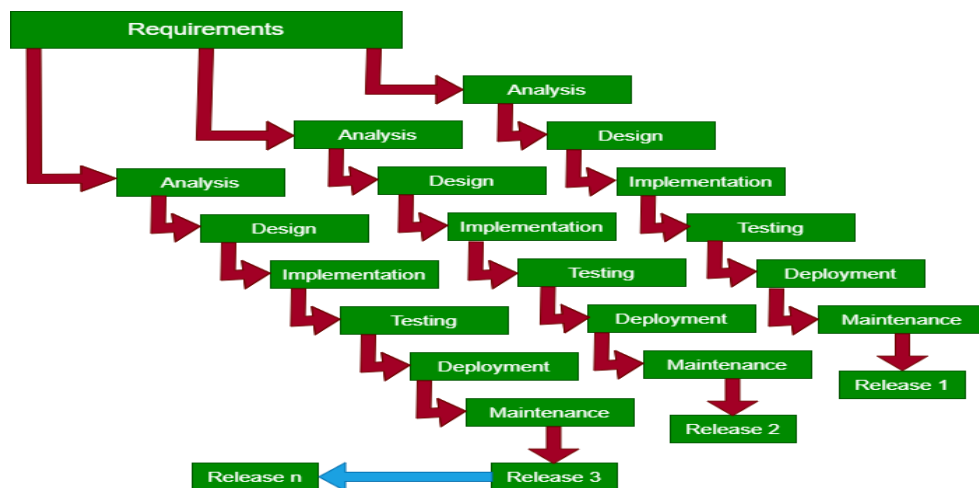 Requirements
Analysis
Analysis
Design
Analysis
Design
Implementation
Design
Implementation
Testing
Implementation
Testing
Deployment
Testing
Deployment
Maintenance
Deployment
Maintenance
Release 1
Maintenance
Release 2
Release n
Release 3